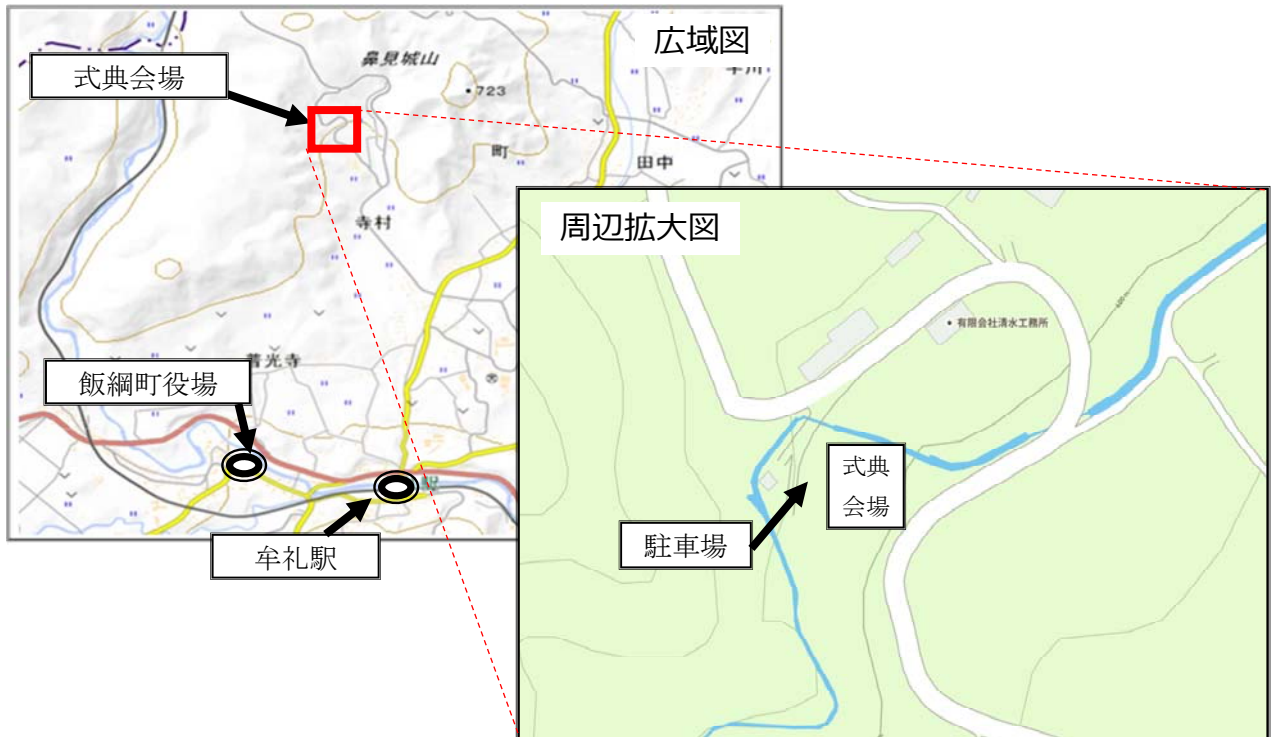 広域図
鼻見城山
式典会場
723
町
田中
寺村
周辺拡大図
有限会社清水工務所
普光寺
飯綱町役場
式典
会場
駐車場
牟礼駅